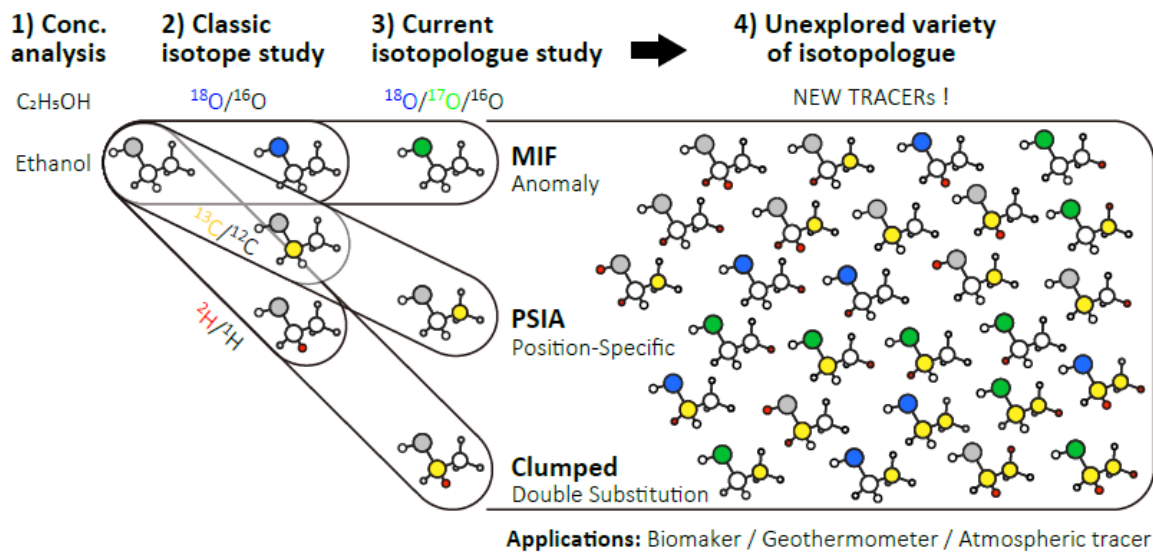 1) Conc. analysis
2) Classic isotope study
3) Current isotopologue study
4) Unexplored variety of isotopologue
C₂H₅OH
¹⁸O/¹⁶O
¹⁸O/¹⁷O/¹⁶O
NEW TRACERs !
Ethanol
MIF
Anomaly
¹³C/¹²C
²H/¹H
PSIA
Position-Specific
Clumped
Double Substitution
Applications: Biomaker / Geothermometer / Atmospheric tracer